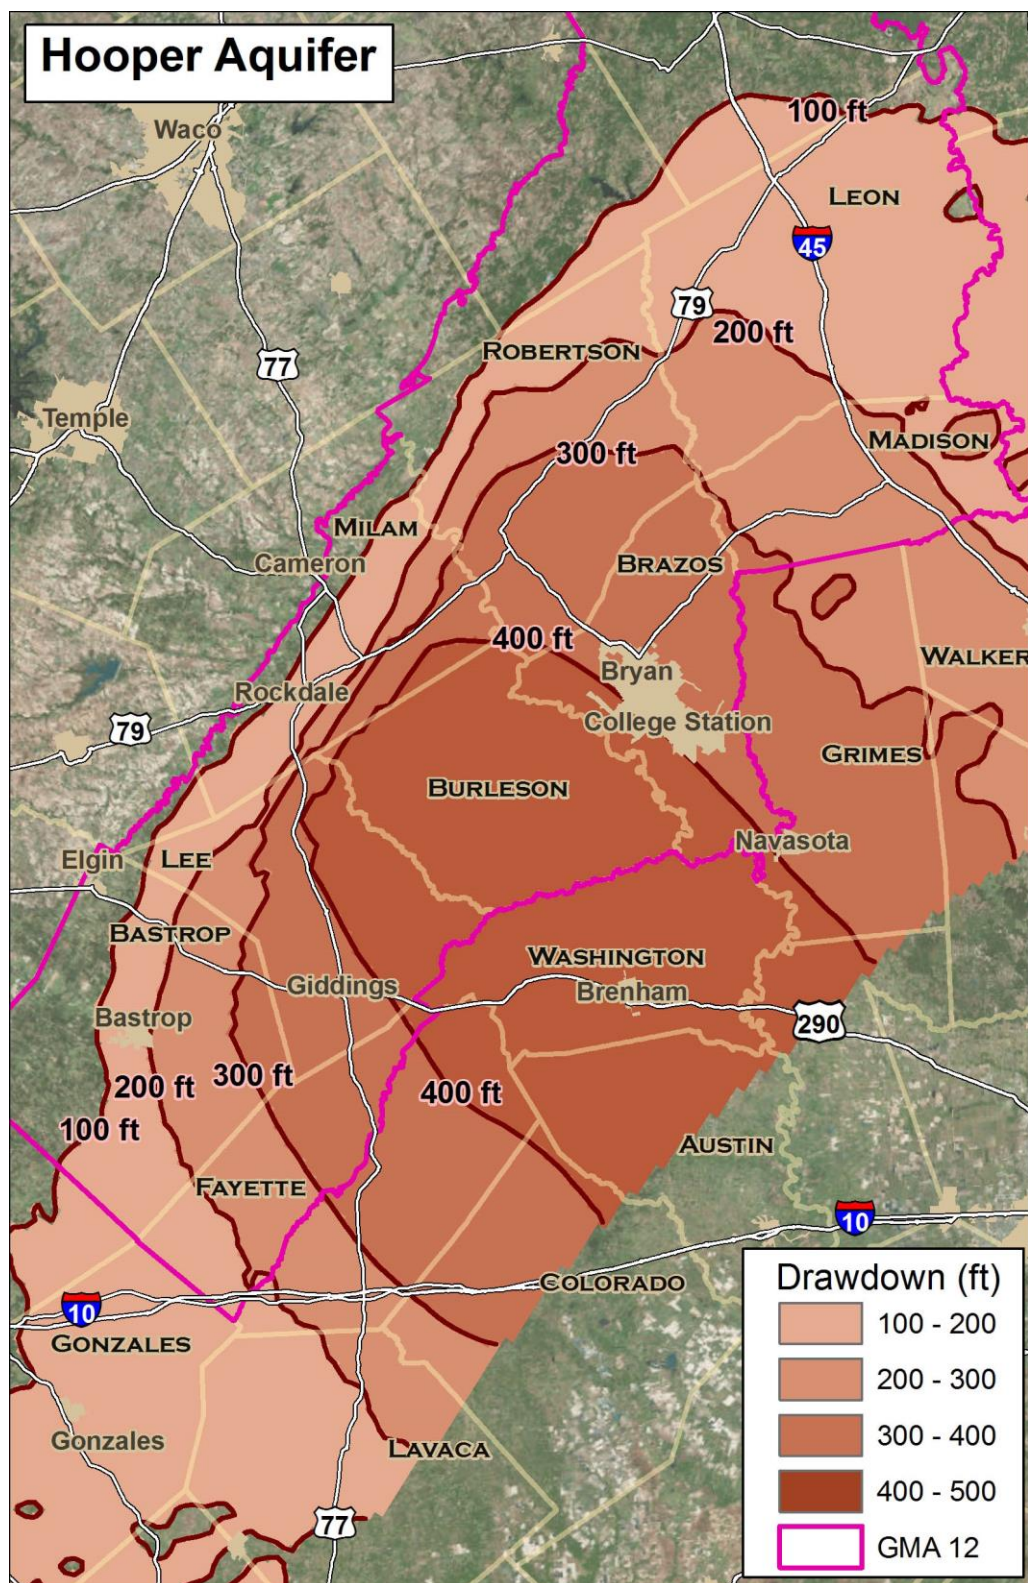 Hooper Aquifer
Waco
100 ft
LEON
45
79
200 ft
ROBERTSON
77
Temple
MADISON
300 ft
MILAM
Cameron
BRAZOS
400 ft
WALKER
Bryan
Rockdale
College Station
79
GRIMES
BURLESON
Navasota
Elgin
LEE
BASTROP
WASHINGTON
Giddings
Brenham
Bastrop
290
300 ft
200 ft
400 ft
100 ft
AUSTIN
FAYETTE
10
COLORADO
10
GONZALES
Gonzales
LAVACA
77
Drawdown (ft)
100 - 200
200 - 300
300 - 400
400 - 500
GMA 12